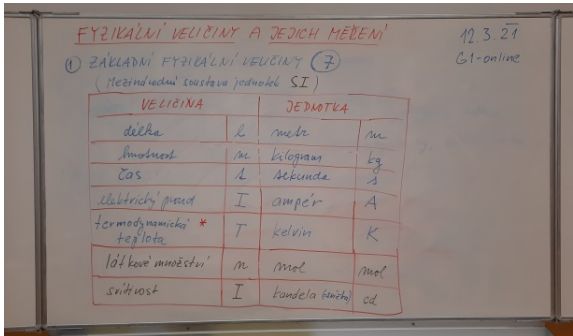 FYZIKÁLNÍ VELIČINY A JEJICH MĚŘENÍ
12.3.21
G1-online
① ZÁKLADNÍ FYZIKÁLNÍ VELIČINY ⑦
(Mezinárodní soustava jednotek SI)
VELIČINA JEDNOTKA
délka l metr m
hmotnost m kilogram kg
čas t sekunda s
elektrický proud I ampér A
termodynamická * teplota T kelvin K
látkové množství n mol mol
svítivost I kandela cd